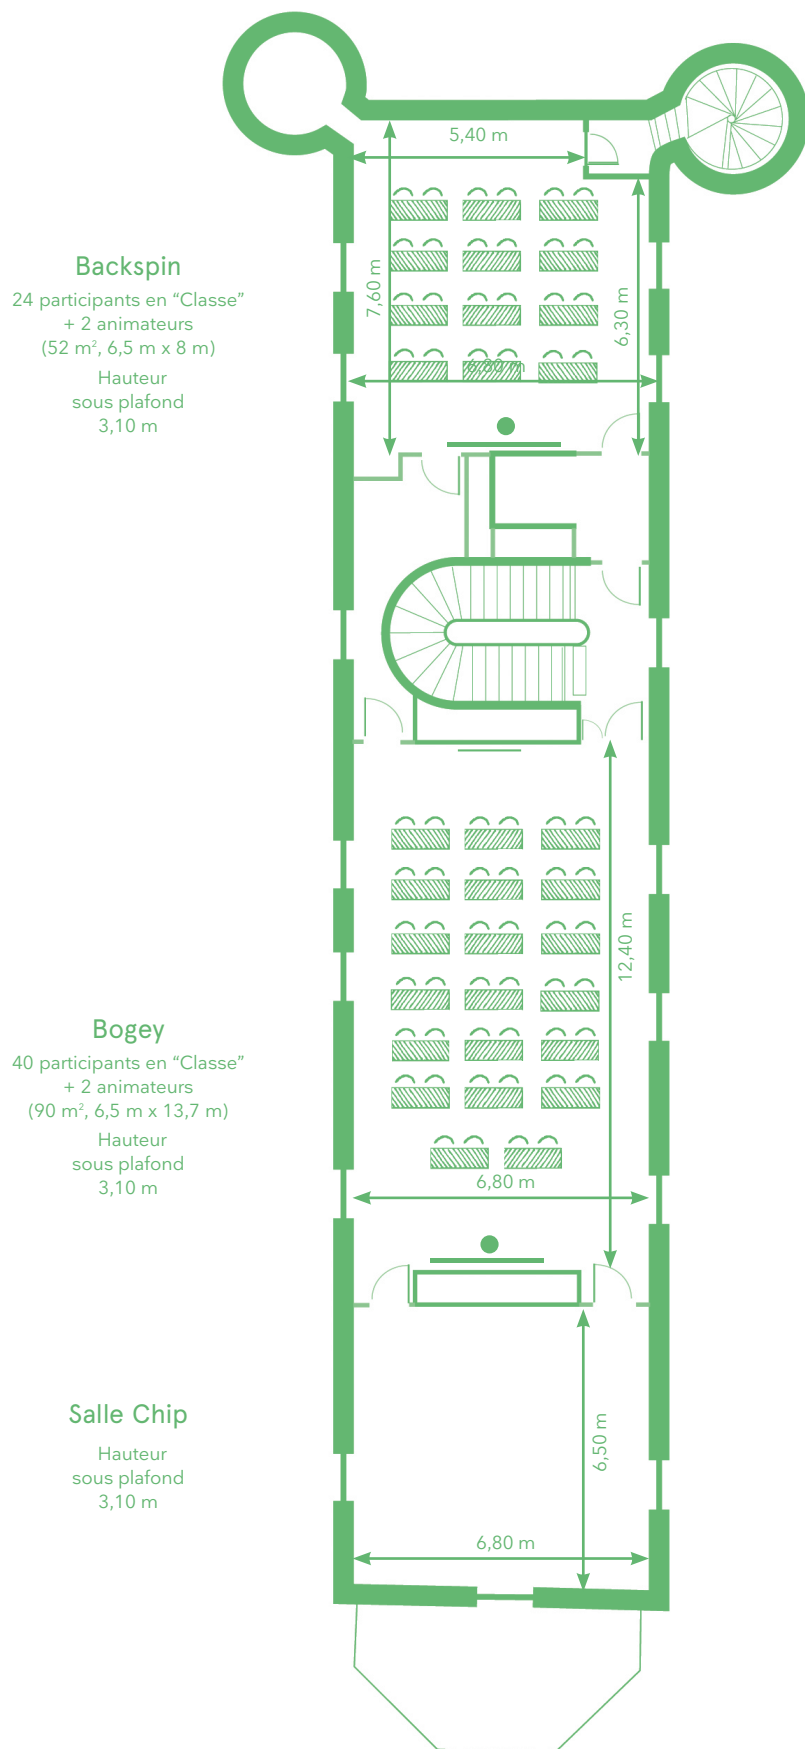 5,40 m
7,60 m
6,30 m
6,80 m
Backspin
24 participants en “Classe”
+ 2 animateurs
(52 m², 6,5 m x 8 m)
Hauteur
sous plafond
3,10 m
12,40 m
Bogey
40 participants en “Classe”
+ 2 animateurs
(90 m², 6,5 m x 13,7 m)
Hauteur
sous plafond
3,10 m
6,80 m
Salle Chip
Hauteur
sous plafond
3,10 m
6,50 m
6,80 m